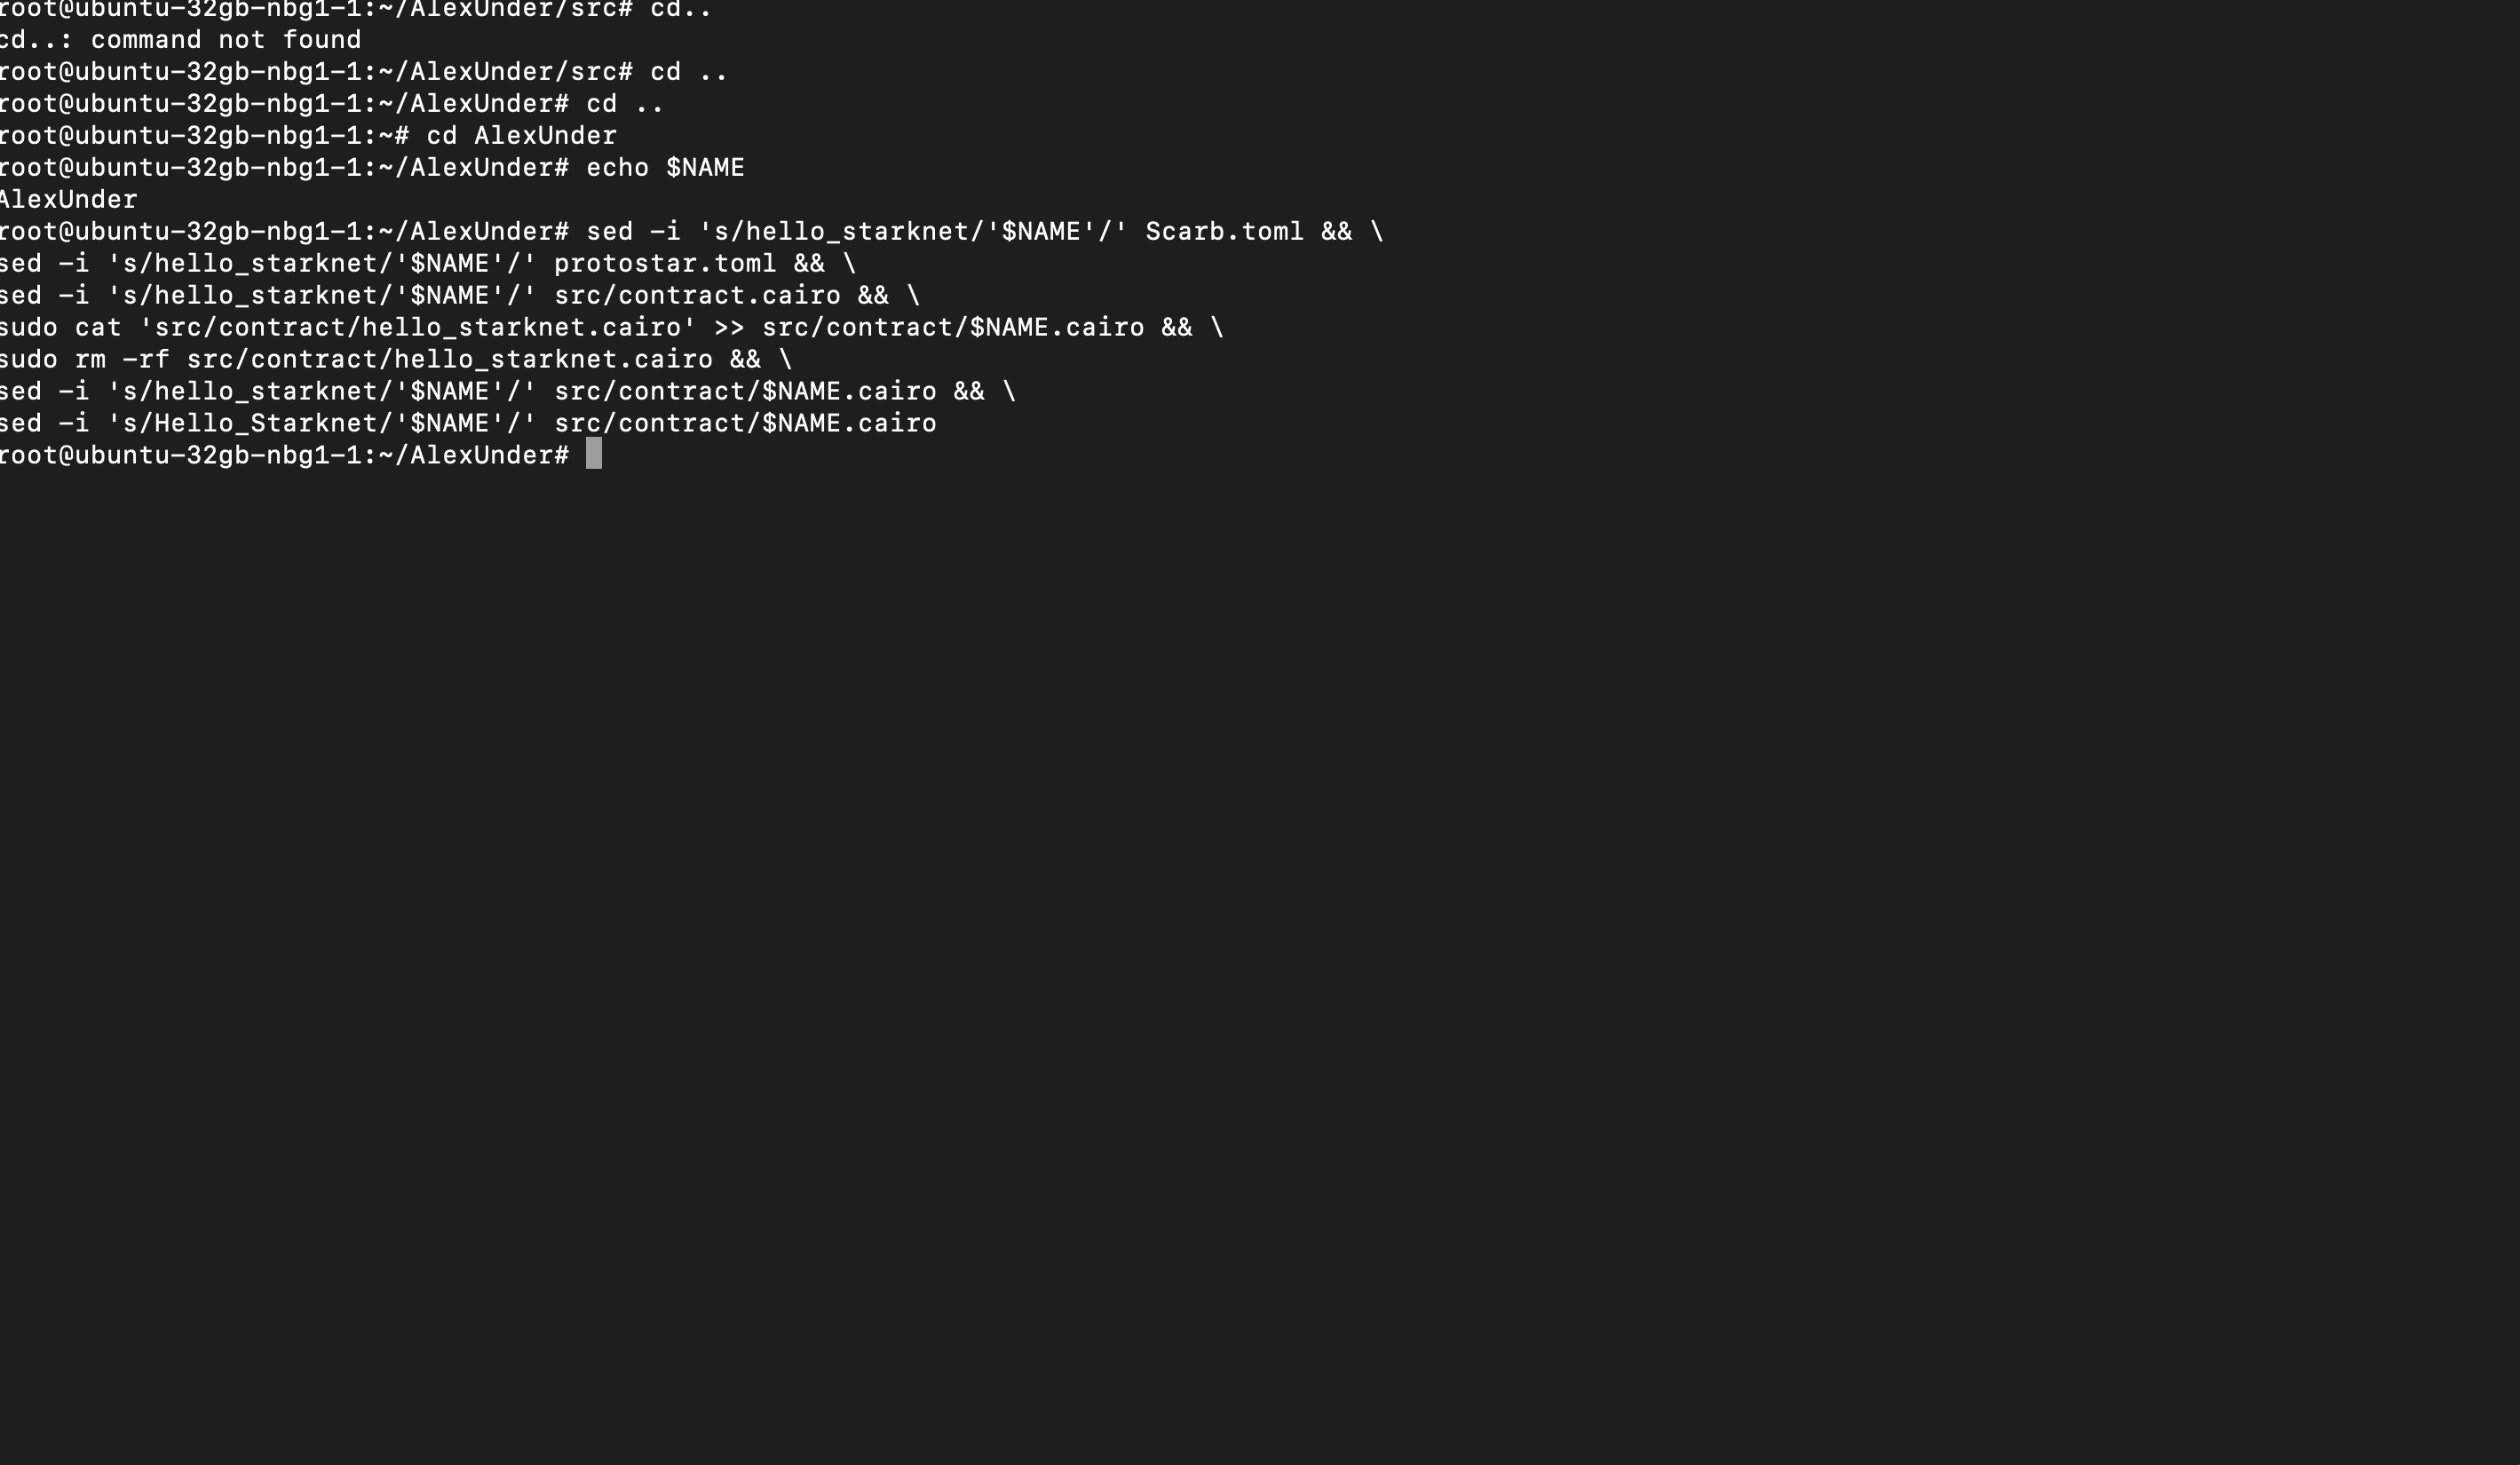 root@ubuntu-32gb-nbg1-1:~/AlexUnder/src# cd..
cd..: command not found
root@ubuntu-32gb-nbg1-1:~/AlexUnder/src# cd ..
root@ubuntu-32gb-nbg1-1:~/AlexUnder# cd ..
root@ubuntu-32gb-nbg1-1:~# cd AlexUnder
root@ubuntu-32gb-nbg1-1:~/AlexUnder# echo $NAME
AlexUnder
root@ubuntu-32gb-nbg1-1:~/AlexUnder# sed -i 's/hello_starknet/'$NAME'/' Scarb.toml && \
sed -i 's/hello_starknet/'$NAME'/' protostar.toml && \
sed -i 's/hello_starknet/'$NAME'/' src/contract.cairo && \
sudo cat 'src/contract/hello_starknet.cairo' >> src/contract/$NAME.cairo && \
sudo rm -rf src/contract/hello_starknet.cairo && \
sed -i 's/hello_starknet/'$NAME'/' src/contract/$NAME.cairo && \
sed -i 's/Hello_Starknet/'$NAME'/' src/contract/$NAME.cairo
root@ubuntu-32gb-nbg1-1:~/AlexUnder#